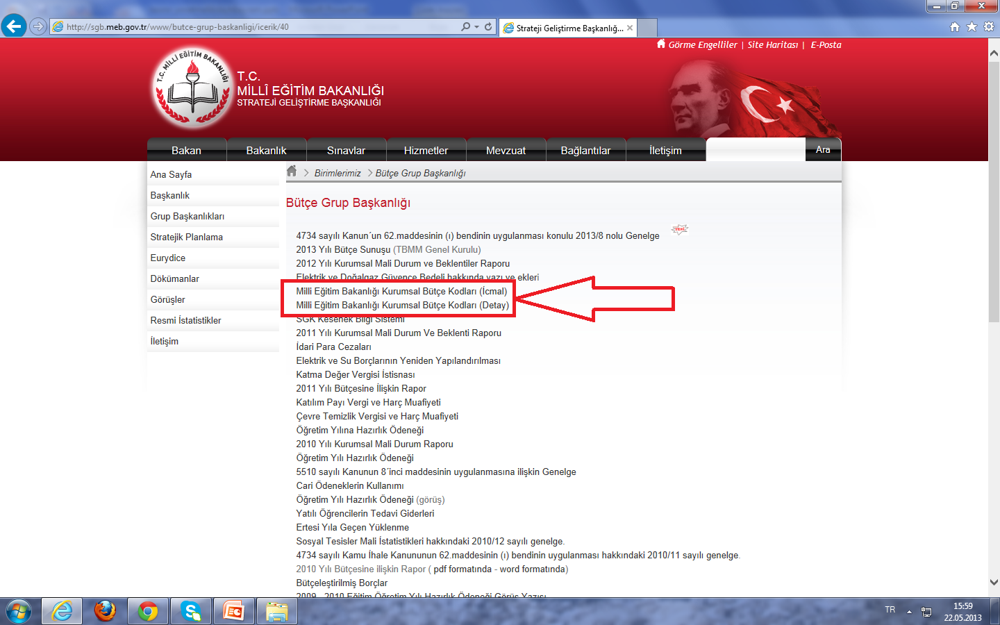 http://sgb.meb.gov.tr/www/butce-grup-baskanligi/icerik/40
Strateji Geliştirme Başkanlığ...
Görme Engelliler | Site Haritası | E-Posta
T.C. MİLLİ EĞİTİM BAKANLIĞI
T.C.
MİLLÎ EĞİTİM BAKANLIĞI
STRATEJİ GELİŞTİRME BAŞKANLIĞI
Bakan Bakanlık Sınavlar Hizmetler Mevzuat Bağlantılar İletişim Ara
Ana Sayfa
Başkanlık
Grup Başkanlıkları
Stratejik Planlama
Eurydice
Dökümanlar
Görüşler
Resmi İstatistikler
İletişim
Birimlerimiz Bütçe Grup Başkanlığı
Bütçe Grup Başkanlığı
4734 sayılı Kanun´un 62.maddesinin (ı) bendinin uygulanması konulu 2013/8 nolu Genelge YENİ
2013 Yılı Bütçe Sunuşu (TBMM Genel Kurulu)
2012 Yılı Kurumsal Mali Durum ve Beklentiler Raporu
Elektrik ve Doğalgaz Güvence Bedeli hakkında yazı ve ekleri
Milli Eğitim Bakanlığı Kurumsal Bütçe Kodları (İcmal)
Milli Eğitim Bakanlığı Kurumsal Bütçe Kodları (Detay)
SGK Kesenek Bilgi Sistemi
2011 Yılı Kurumsal Mali Durum Ve Beklenti Raporu
İdari Para Cezaları
Elektrik ve Su Borçlarının Yeniden Yapılandırılması
Katma Değer Vergisi İstisnası
2011 Yılı Bütçesine İlişkin Rapor
Katılım Payı Vergi ve Harç Muafiyeti
Çevre Temizlik Vergisi ve Harç Muafiyeti
Öğretim Yılına Hazırlık Ödeneği
2010 Yılı Kurumsal Mali Durum Raporu
Öğretim Yılı Hazırlık Ödeneği
5510 sayılı Kanunun 8´inci maddesinin uygulanmasına ilişkin Genelge
Cari Ödeneklerin Kullanımı
Öğretim Yılı Hazırlık Ödeneği (görüş)
Yatılı Öğrencilerin Tedavi Giderleri
Ertesi Yıla Geçen Yüklenme
Sosyal Tesisler Mali İstatistikleri hakkındaki 2010/12 sayılı genelge.
4734 sayılı Kamu İhale Kanununun 62.maddesinin (ı) bendinin uygulanması hakkındaki 2010/11 sayılı genelge.
2010 Yılı Bütçesine ilişkin Rapor ( pdf formatında - word formatında)
Bütçeleştirilmiş Borçlar
2009 - 2010 Eğitim Öğretim Yılı Hazırlık Ödeneği Görüş Yazısı
TR
15:59
22.05.2013